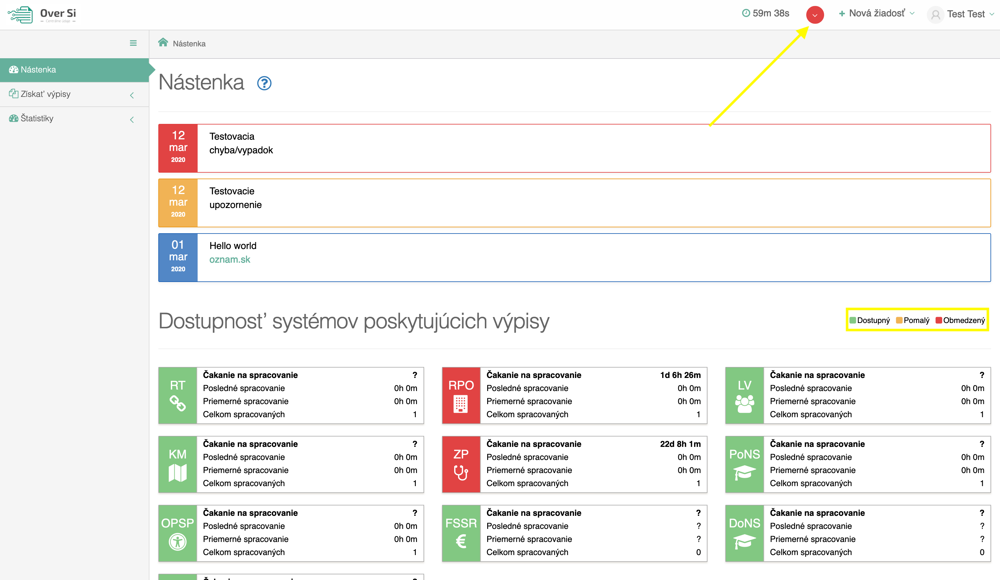 Over Si
– Centrálne údaje –
59m 38s
Nová žiadosť
Test Test
Nástenka
Nástenka
Získať výpisy
Štatistiky
Nástenka
12
mar
2020
Testovacia
chyba/vypadok
12
mar
2020
Testovacie
upozornenie
01
mar
2020
Hello world
oznam.sk
Dostupnosť systémov poskytujúcich výpisy
Dostupný Pomalý Obmedzený
RT
Čakanie na spracovanie ?
Posledné spracovanie 0h 0m
Priemerné spracovanie 0h 0m
Celkom spracovaných 1
RPO
Čakanie na spracovanie 1d 6h 26m
Posledné spracovanie 0h 0m
Priemerné spracovanie 0h 0m
Celkom spracovaných 1
LV
Čakanie na spracovanie ?
Posledné spracovanie 0h 0m
Priemerné spracovanie 0h 0m
Celkom spracovaných 1
KM
Čakanie na spracovanie ?
Posledné spracovanie 0h 0m
Priemerné spracovanie 0h 0m
Celkom spracovaných 1
ZP
Čakanie na spracovanie 22d 8h 1m
Posledné spracovanie 0h 0m
Priemerné spracovanie 0h 0m
Celkom spracovaných 1
PoNS
Čakanie na spracovanie ?
Posledné spracovanie 0h 0m
Priemerné spracovanie 0h 0m
Celkom spracovaných 1
OPSP
Čakanie na spracovanie ?
Posledné spracovanie 0h 0m
Priemerné spracovanie 0h 0m
Celkom spracovaných 1
FSSR
Čakanie na spracovanie ?
Posledné spracovanie ?
Priemerné spracovanie ?
Celkom spracovaných 0
DoNS
Čakanie na spracovanie ?
Posledné spracovanie ?
Priemerné spracovanie ?
Celkom spracovaných 0